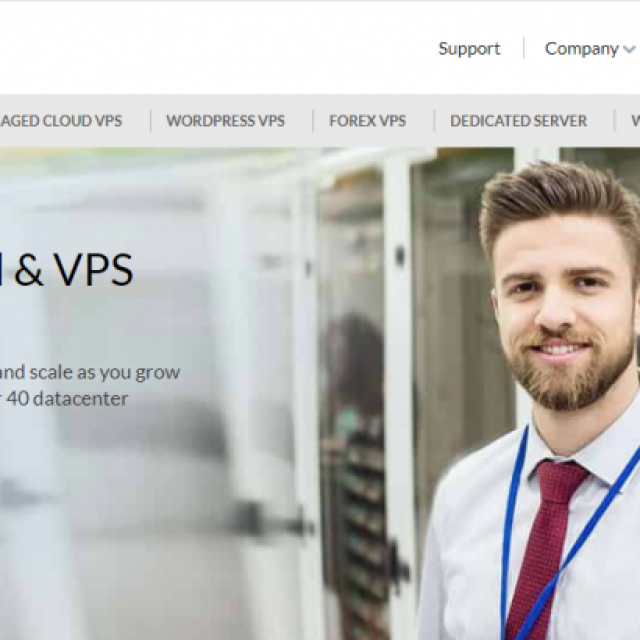 Support
Company
AGED CLOUD VPS
WORDPRESS VPS
FOREX VPS
DEDICATED SERVER
& VPS
and scale as you grow
40 datacenter